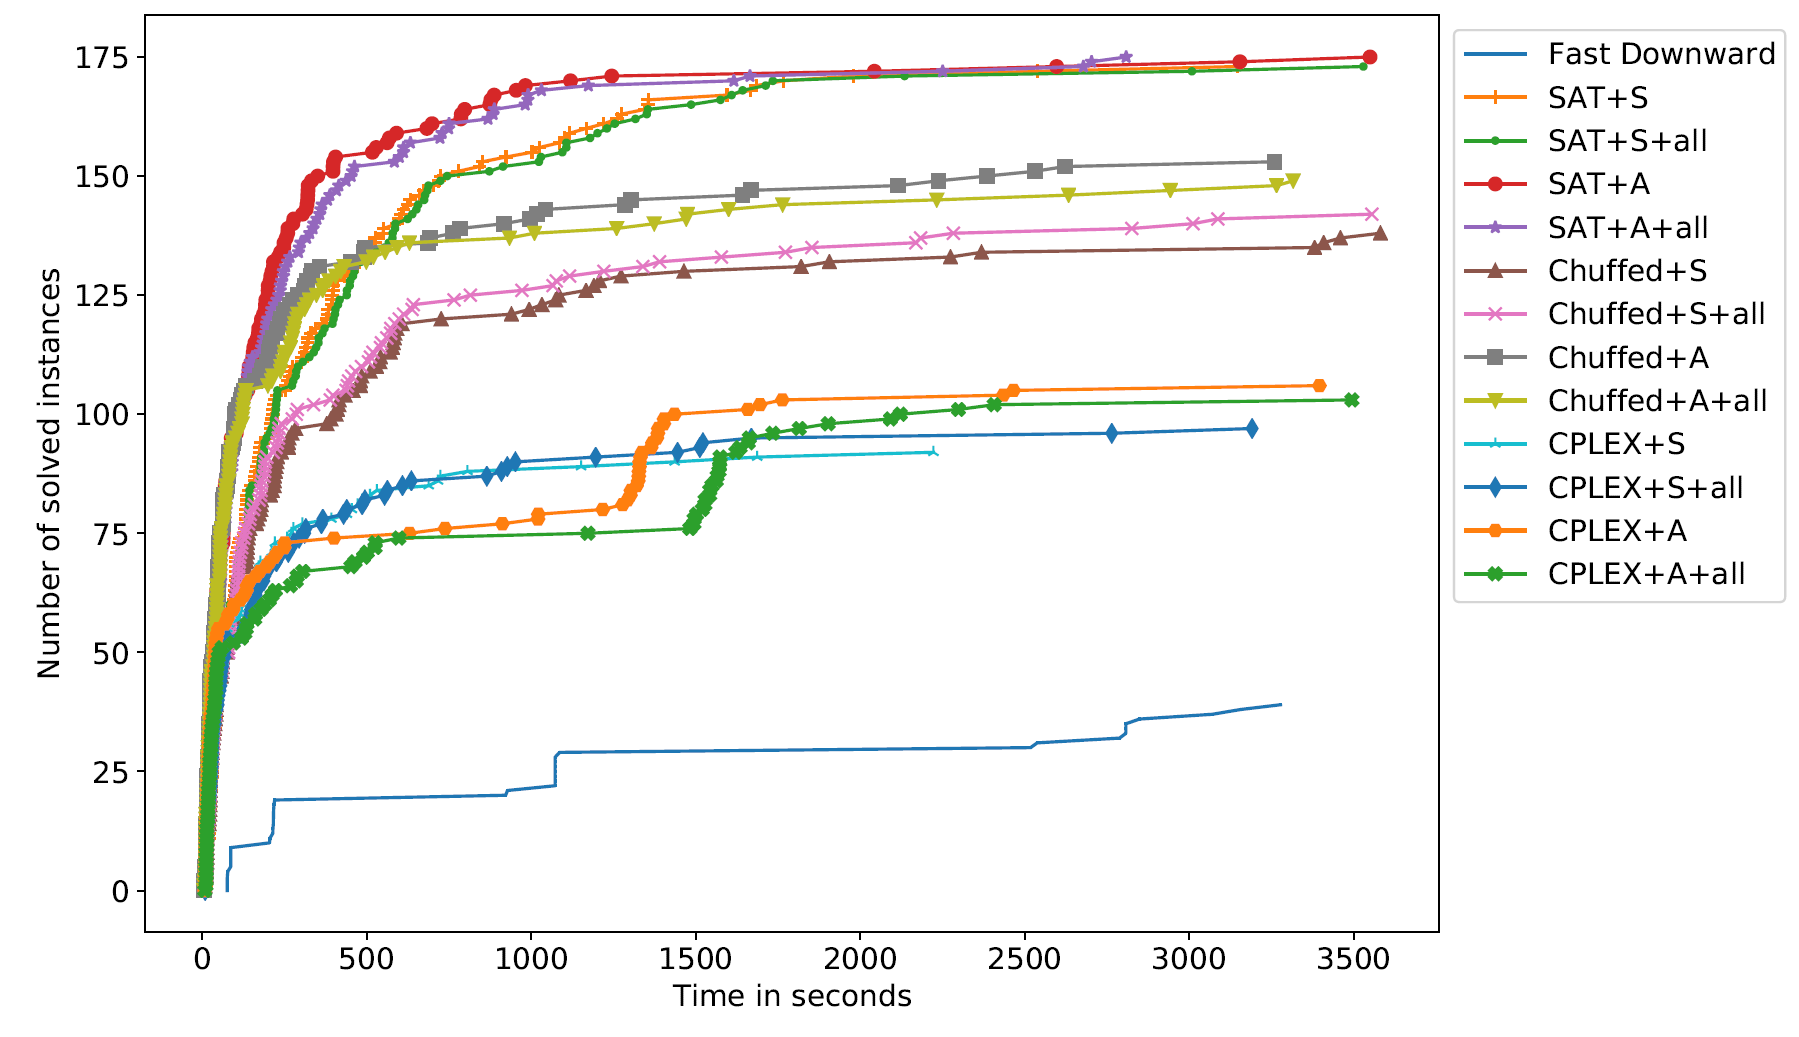 175
150
125
100
75
50
25
0
Number of solved instances
0 500 1000 1500 2000 2500 3000 3500
Time in seconds
Fast Downward
SAT+S
SAT+S+all
SAT+A
SAT+A+all
Chuffed+S
Chuffed+S+all
Chuffed+A
Chuffed+A+all
CPLEX+S
CPLEX+S+all
CPLEX+A
CPLEX+A+all